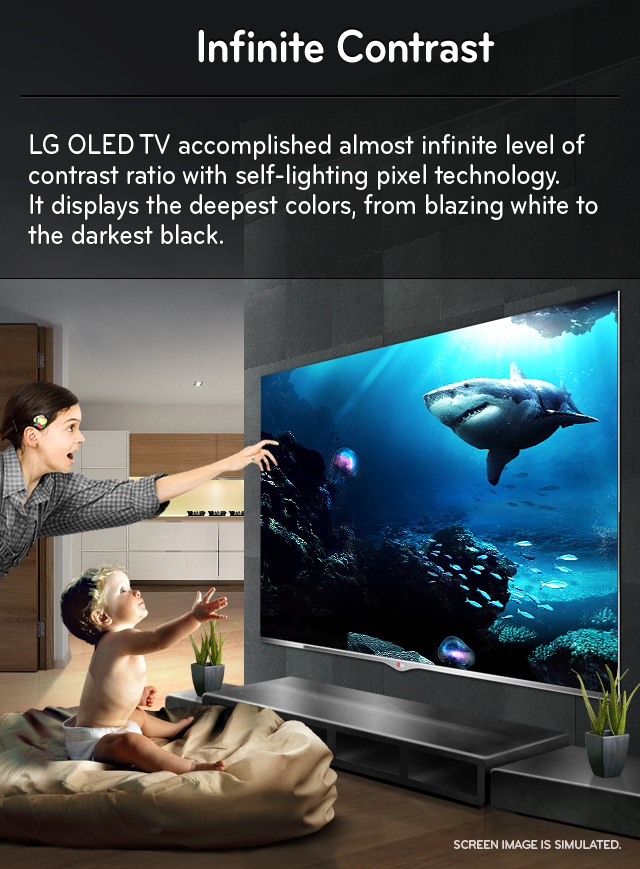 Infinite Contrast
LG OLED TV accomplished almost infinite level of
contrast ratio with self-lighting pixel technology.
It displays the deepest colors, from blazing white to
the darkest black.
SCREEN IMAGE IS SIMULATED.